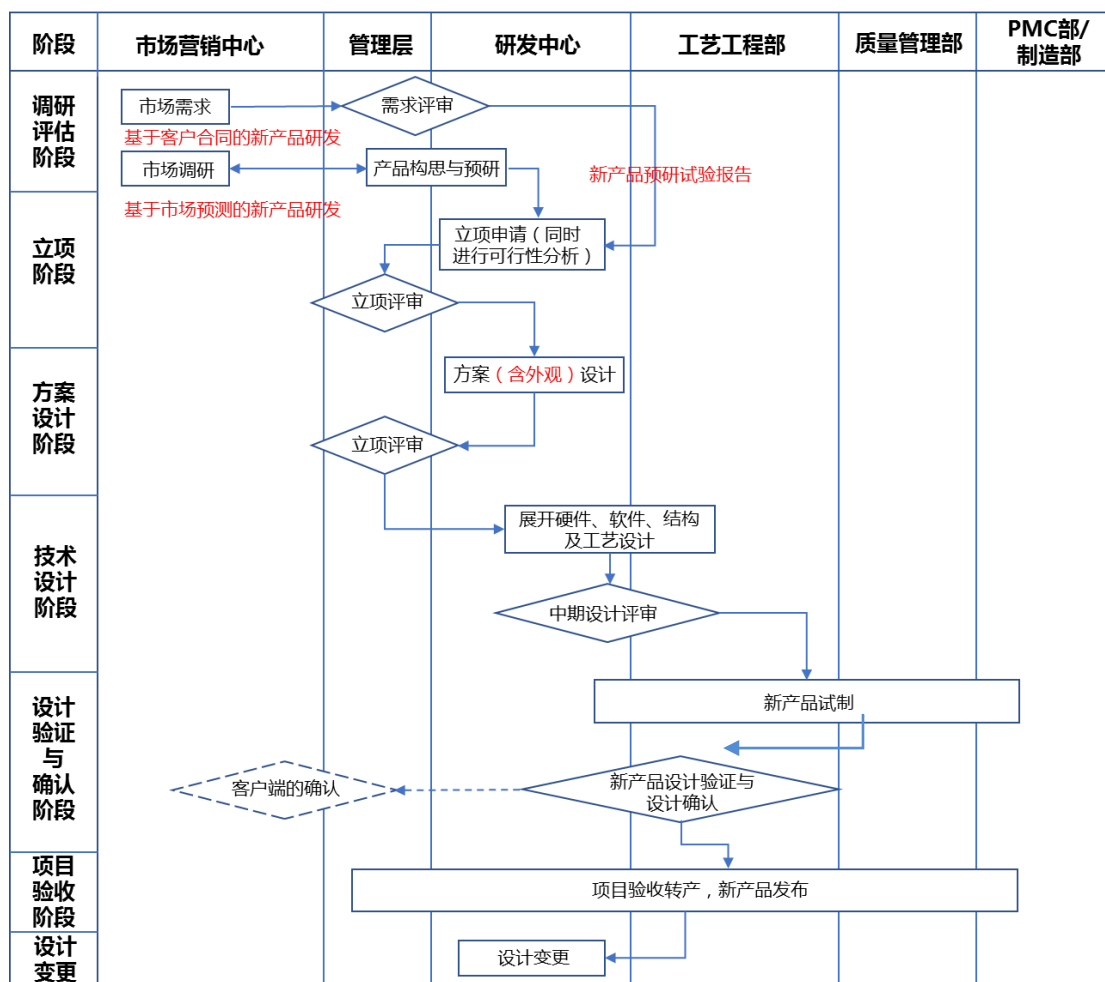 阶段
市场营销中心
管理层
研发中心
工艺工程部
质量管理部
PMC部/
制造部
调研
评估
阶段
市场需求
需求评审
基于客户合同的新产品研发
市场调研
产品构思与预研
新产品预研试验报告
基于市场预测的新产品研发
立项
阶段
立项申请（同时
进行可行性分析）
立项评审
方案
设计
阶段
方案（含外观）设计
立项评审
技术
设计
阶段
展开硬件、软件、结构
及工艺设计
中期设计评审
设计
验证
与
确认
阶段
新产品试制
客户端的确认
新产品设计验证与
设计确认
项目
验收
阶段
项目验收转产，新产品发布
设计
变更
设计变更